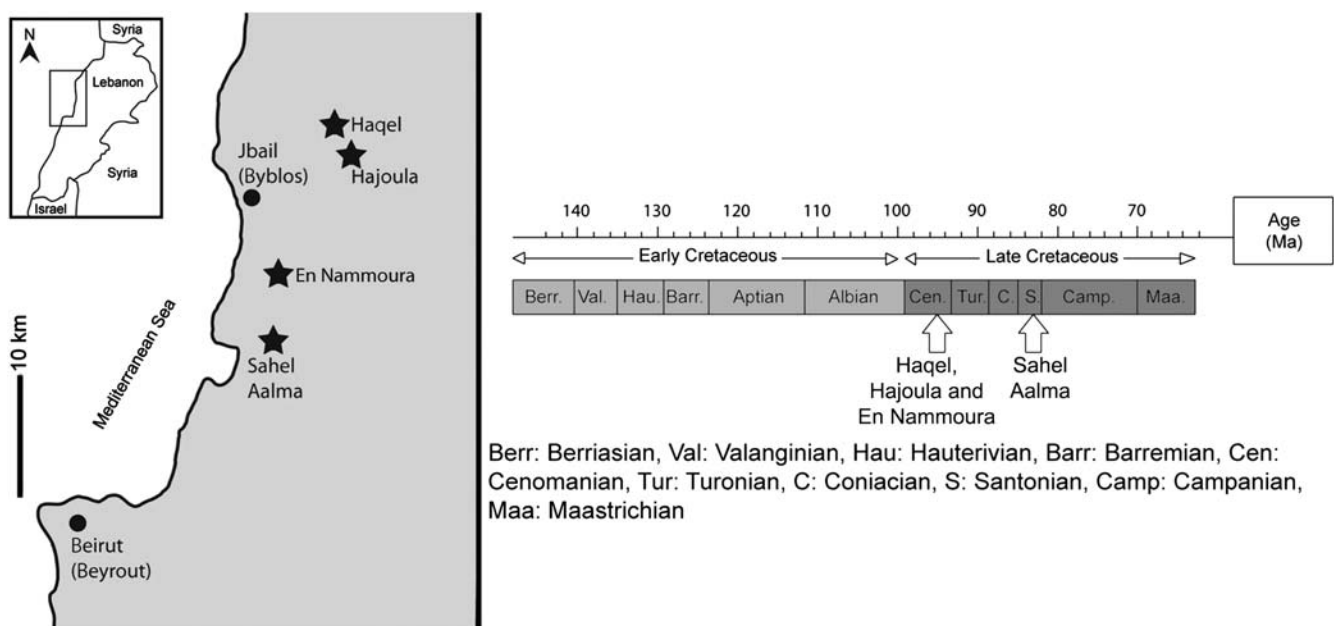 Syria
N
Lebanon
Syria
Israel
Haqel
Jbail
(Byblos)
Hajoula
En Nammoura
Sahel
Aalma
Mediterranean Sea
10 km
Beirut
(Beyrout)
140 130 120 110 100 90 80 70
Age
(Ma)
Early Cretaceous Late Cretaceous
Berr. Val. Hau. Barr. Aptian Albian Cen. Tur. C. S. Camp. Maa.
Haqel,
Hajoula and
En Nammoura
Sahel
Aalma
Berr: Berriasian, Val: Valanginian, Hau: Hauterivian, Barr: Barremian, Cen:
Cenomanian, Tur: Turonian, C: Coniacian, S: Santonian, Camp: Campanian,
Maa: Maastrichian